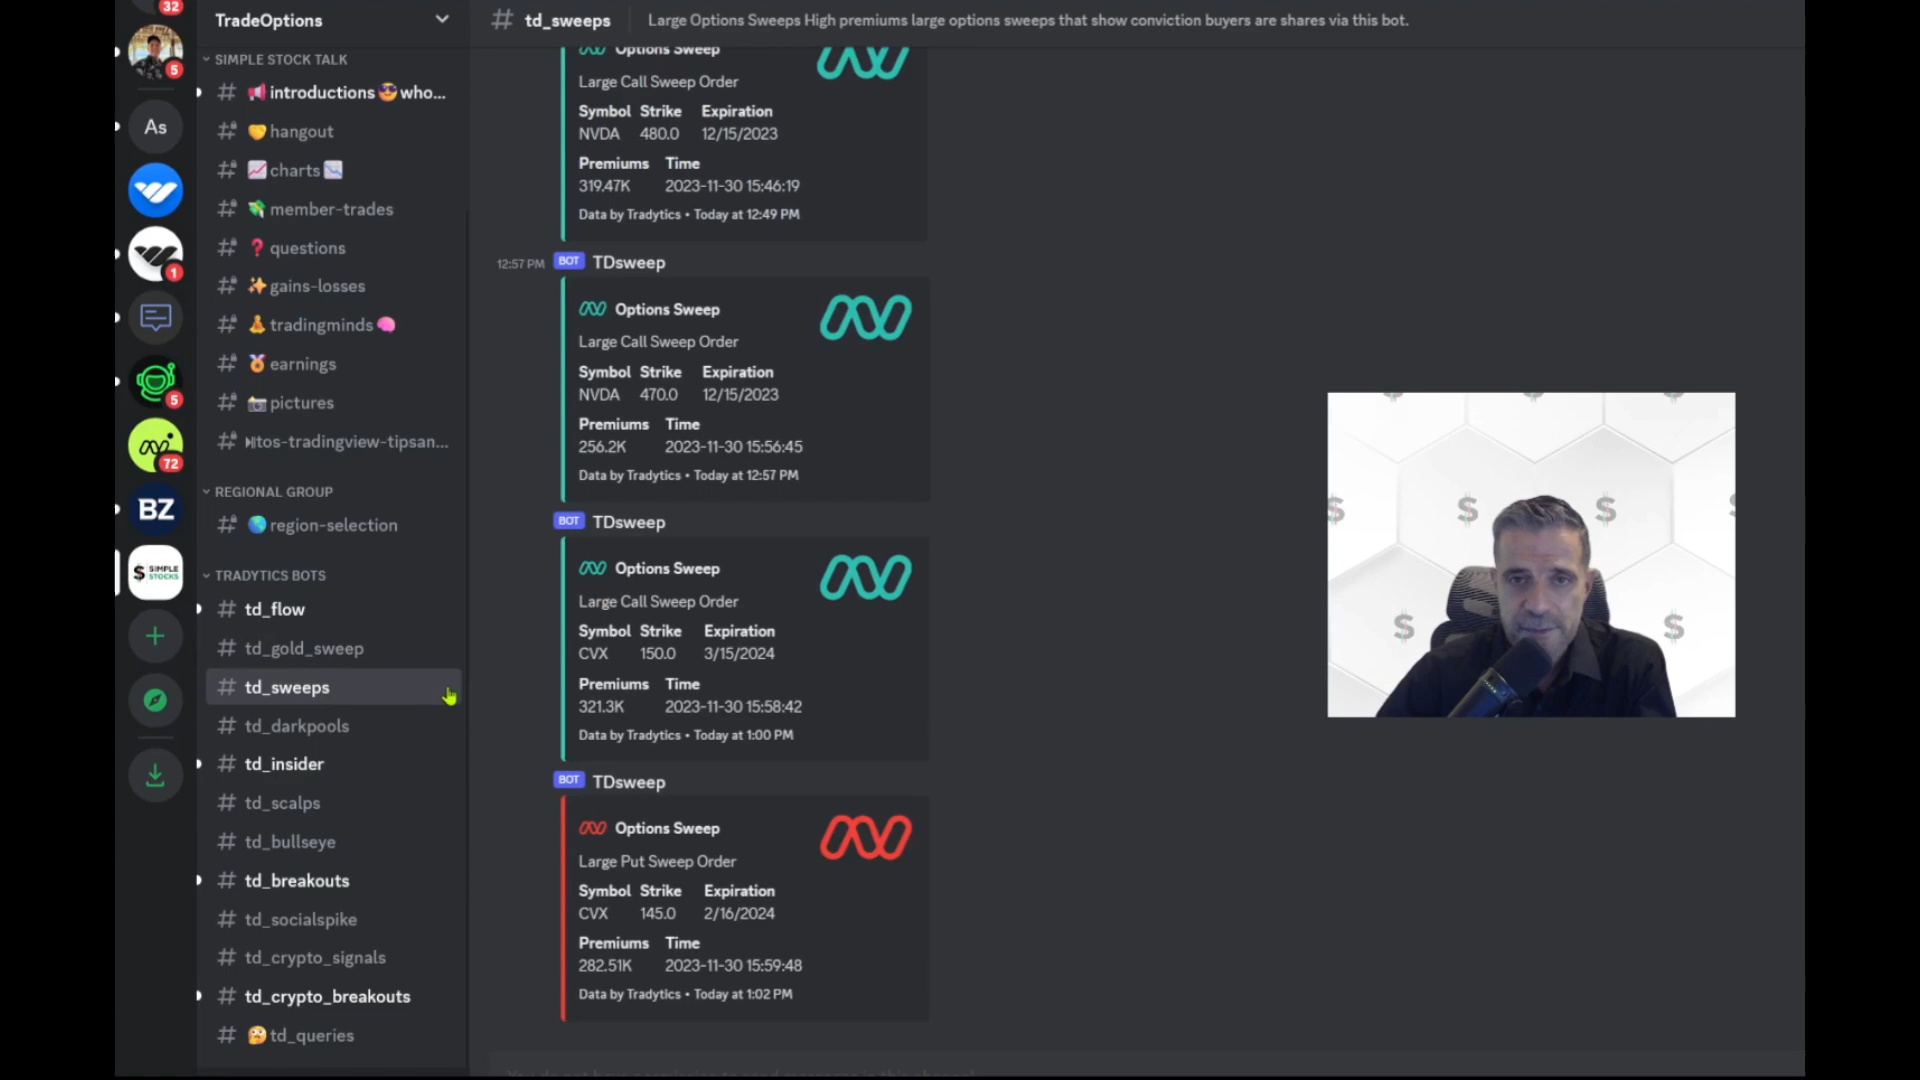 32
TradeOptions
# td_sweeps
Large Options Sweeps High premiums large options sweeps that show conviction buyers are shares via this bot.
5
SIMPLE STOCK TALK
introductions who...
As
hangout
charts
member-trades
questions
1
gains-losses
tradingminds
earnings
5
pictures
tos-tradingview-tipsan...
72
REGIONAL GROUP
BZ
region-selection
$ SIMPLE STOCKS
TRADYTICS BOTS
td_flow
td_gold_sweep
td_sweeps
td_darkpools
td_insider
td_scalps
td_bullseye
td_breakouts
td_socialspike
td_crypto_signals
td_crypto_breakouts
td_queries
Options Sweep
Large Call Sweep Order
Symbol Strike Expiration
NVDA 480.0 12/15/2023
Premiums Time
319.47K 2023-11-30 15:46:19
Data by Tradytics • Today at 12:49 PM
12:57 PM BOT TDsweep
Options Sweep
Large Call Sweep Order
Symbol Strike Expiration
NVDA 470.0 12/15/2023
Premiums Time
256.2K 2023-11-30 15:56:45
Data by Tradytics • Today at 12:57 PM
BOT TDsweep
Options Sweep
Large Call Sweep Order
Symbol Strike Expiration
CVX 150.0 3/15/2024
Premiums Time
321.3K 2023-11-30 15:58:42
Data by Tradytics • Today at 1:00 PM
BOT TDsweep
Options Sweep
Large Put Sweep Order
Symbol Strike Expiration
CVX 145.0 2/16/2024
Premiums Time
282.51K 2023-11-30 15:59:48
Data by Tradytics • Today at 1:02 PM